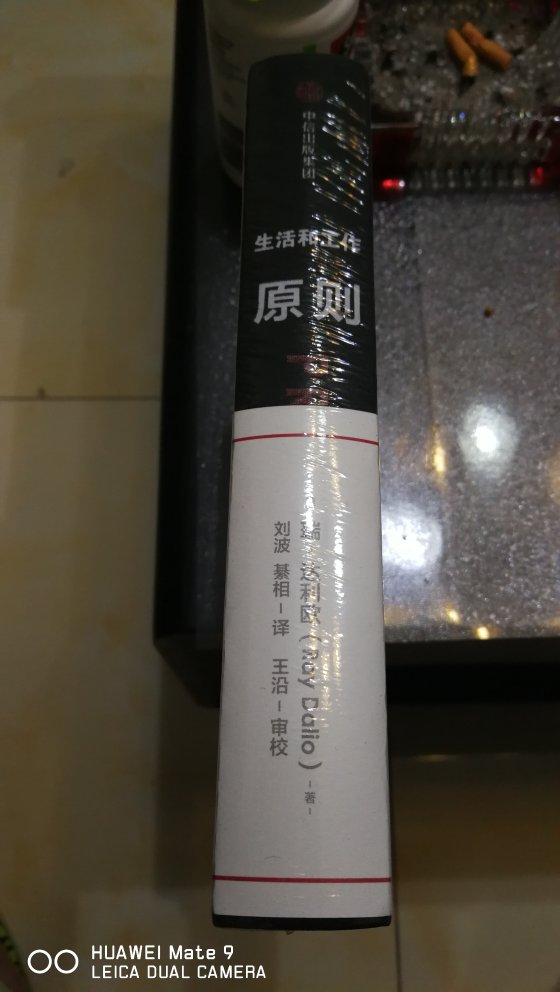 中信出版集团
生活和工作
原则
瑞·达利欧（Ray Dalio）-著-
刘波 綦相-译 王沿-审校
HUAWEI Mate 9
LEICA DUAL CAMERA